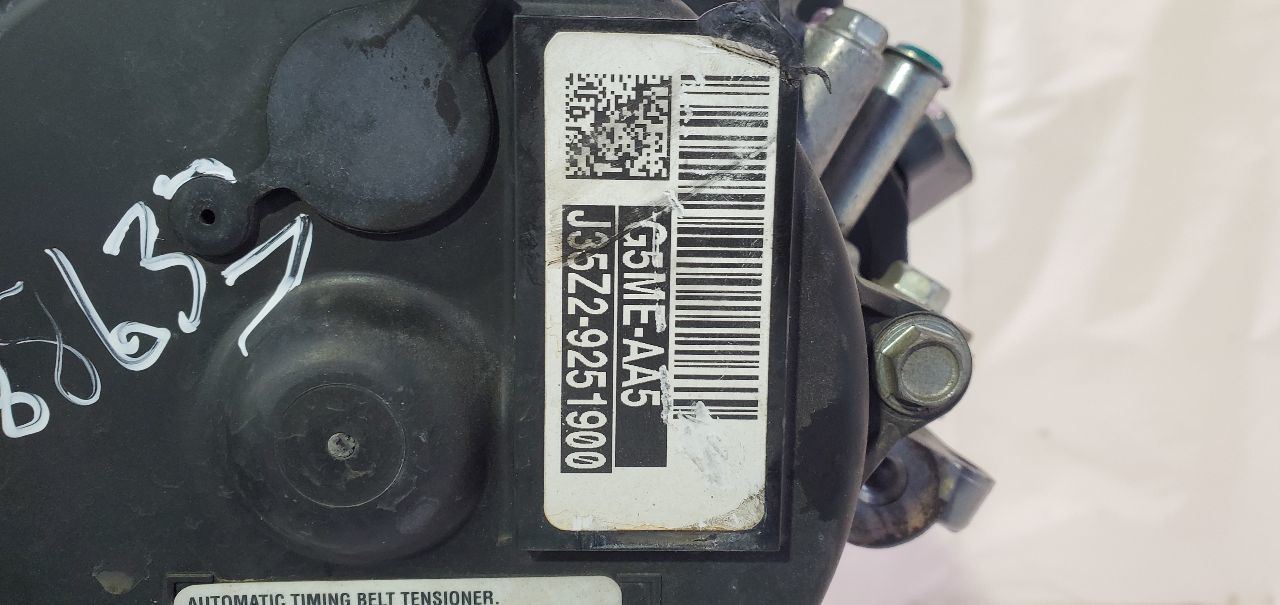 G5ME-AA5
J35Z2-9251900
AUTOMATIC TIMING BELT TENSIONER.